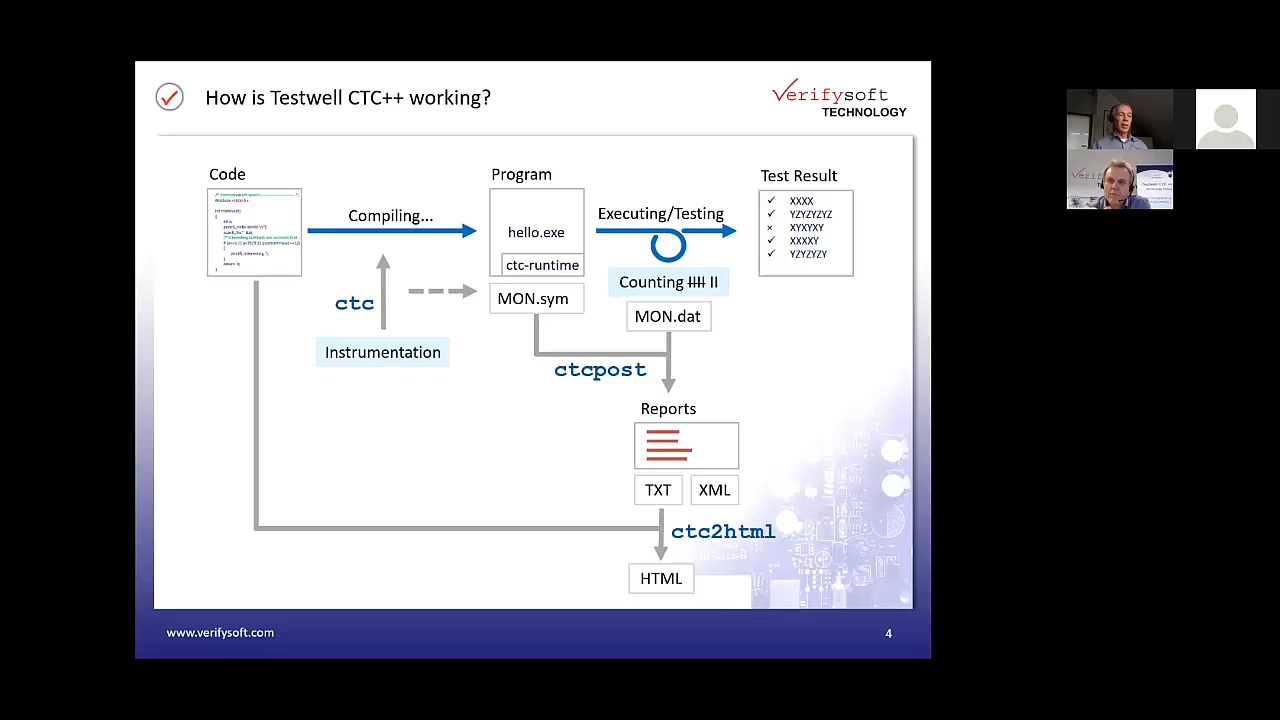 How is Testwell CTC++ working?
Verifysoft
TECHNOLOGY
Code
Compiling...
Program
Executing/Testing
Test Result
hello.exe
ctc-runtime
XXXX
YZYZYZYZ
XYXYXY
XXXXY
YZYZYZY
ctc
MON.sym
Counting
MON.dat
Instrumentation
ctcpost
Reports
TXT
XML
ctc2html
HTML
www.verifysoft.com
4